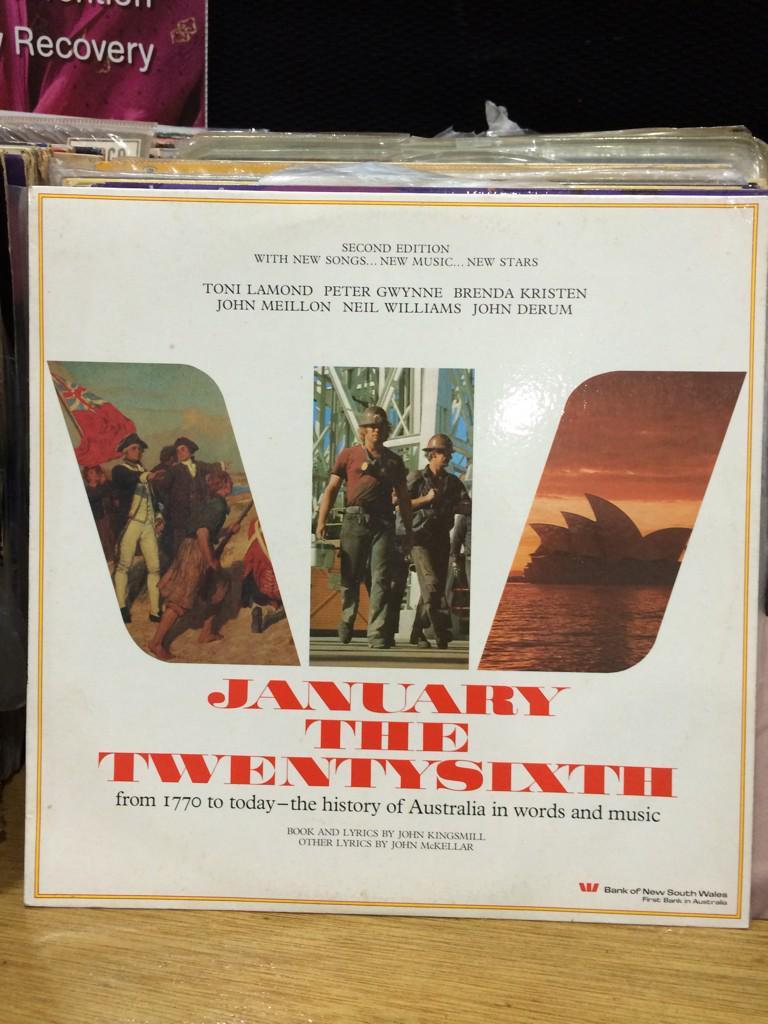 Recovery
SECOND EDITION
WITH NEW SONGS... NEW MUSIC... NEW STARS
TONI LAMOND PETER GWYNNE BRENDA KRISTEN
JOHN MEILLON NEIL WILLIAMS JOHN DERUM
JANUARY
THE
TWENTYSIXTH
from 1770 to today–the history of Australia in words and music
BOOK AND LYRICS BY JOHN KINGSMILL
OTHER LYRICS BY JOHN McKELLAR
Bank of New South Wales
First Bank in Australia